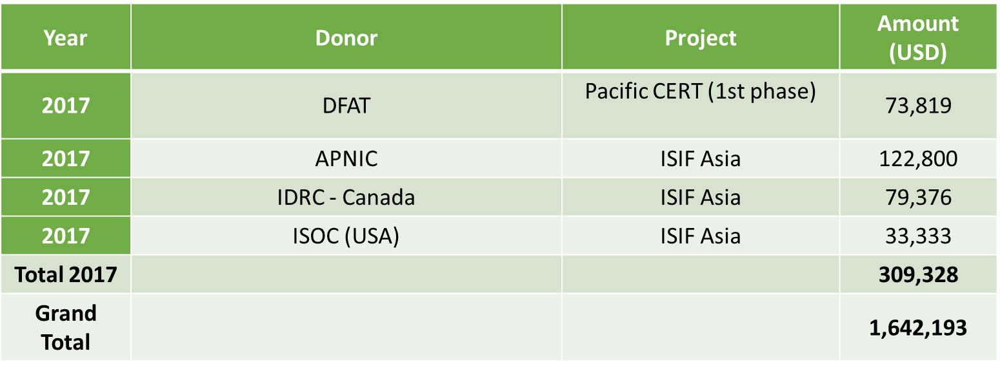 Year Donor Project Amount (USD)
2017 DFAT Pacific CERT (1st phase) 73,819
2017 APNIC ISIF Asia 122,800
2017 IDRC - Canada ISIF Asia 79,376
2017 ISOC (USA) ISIF Asia 33,333
Total 2017 309,328
Grand Total 1,642,193